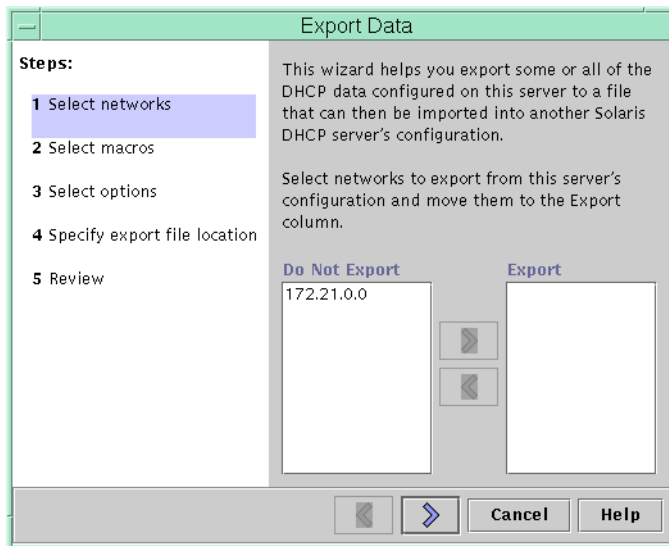 Export Data
Steps:
1 Select networks
2 Select macros
3 Select options
4 Specify export file location
5 Review
This wizard helps you export some or all of the
DHCP data configured on this server to a file
that can then be imported into another Solaris
DHCP server's configuration.
Select networks to export from this server's
configuration and move them to the Export
column.
Do Not Export
Export
172.21.0.0
Cancel
Help